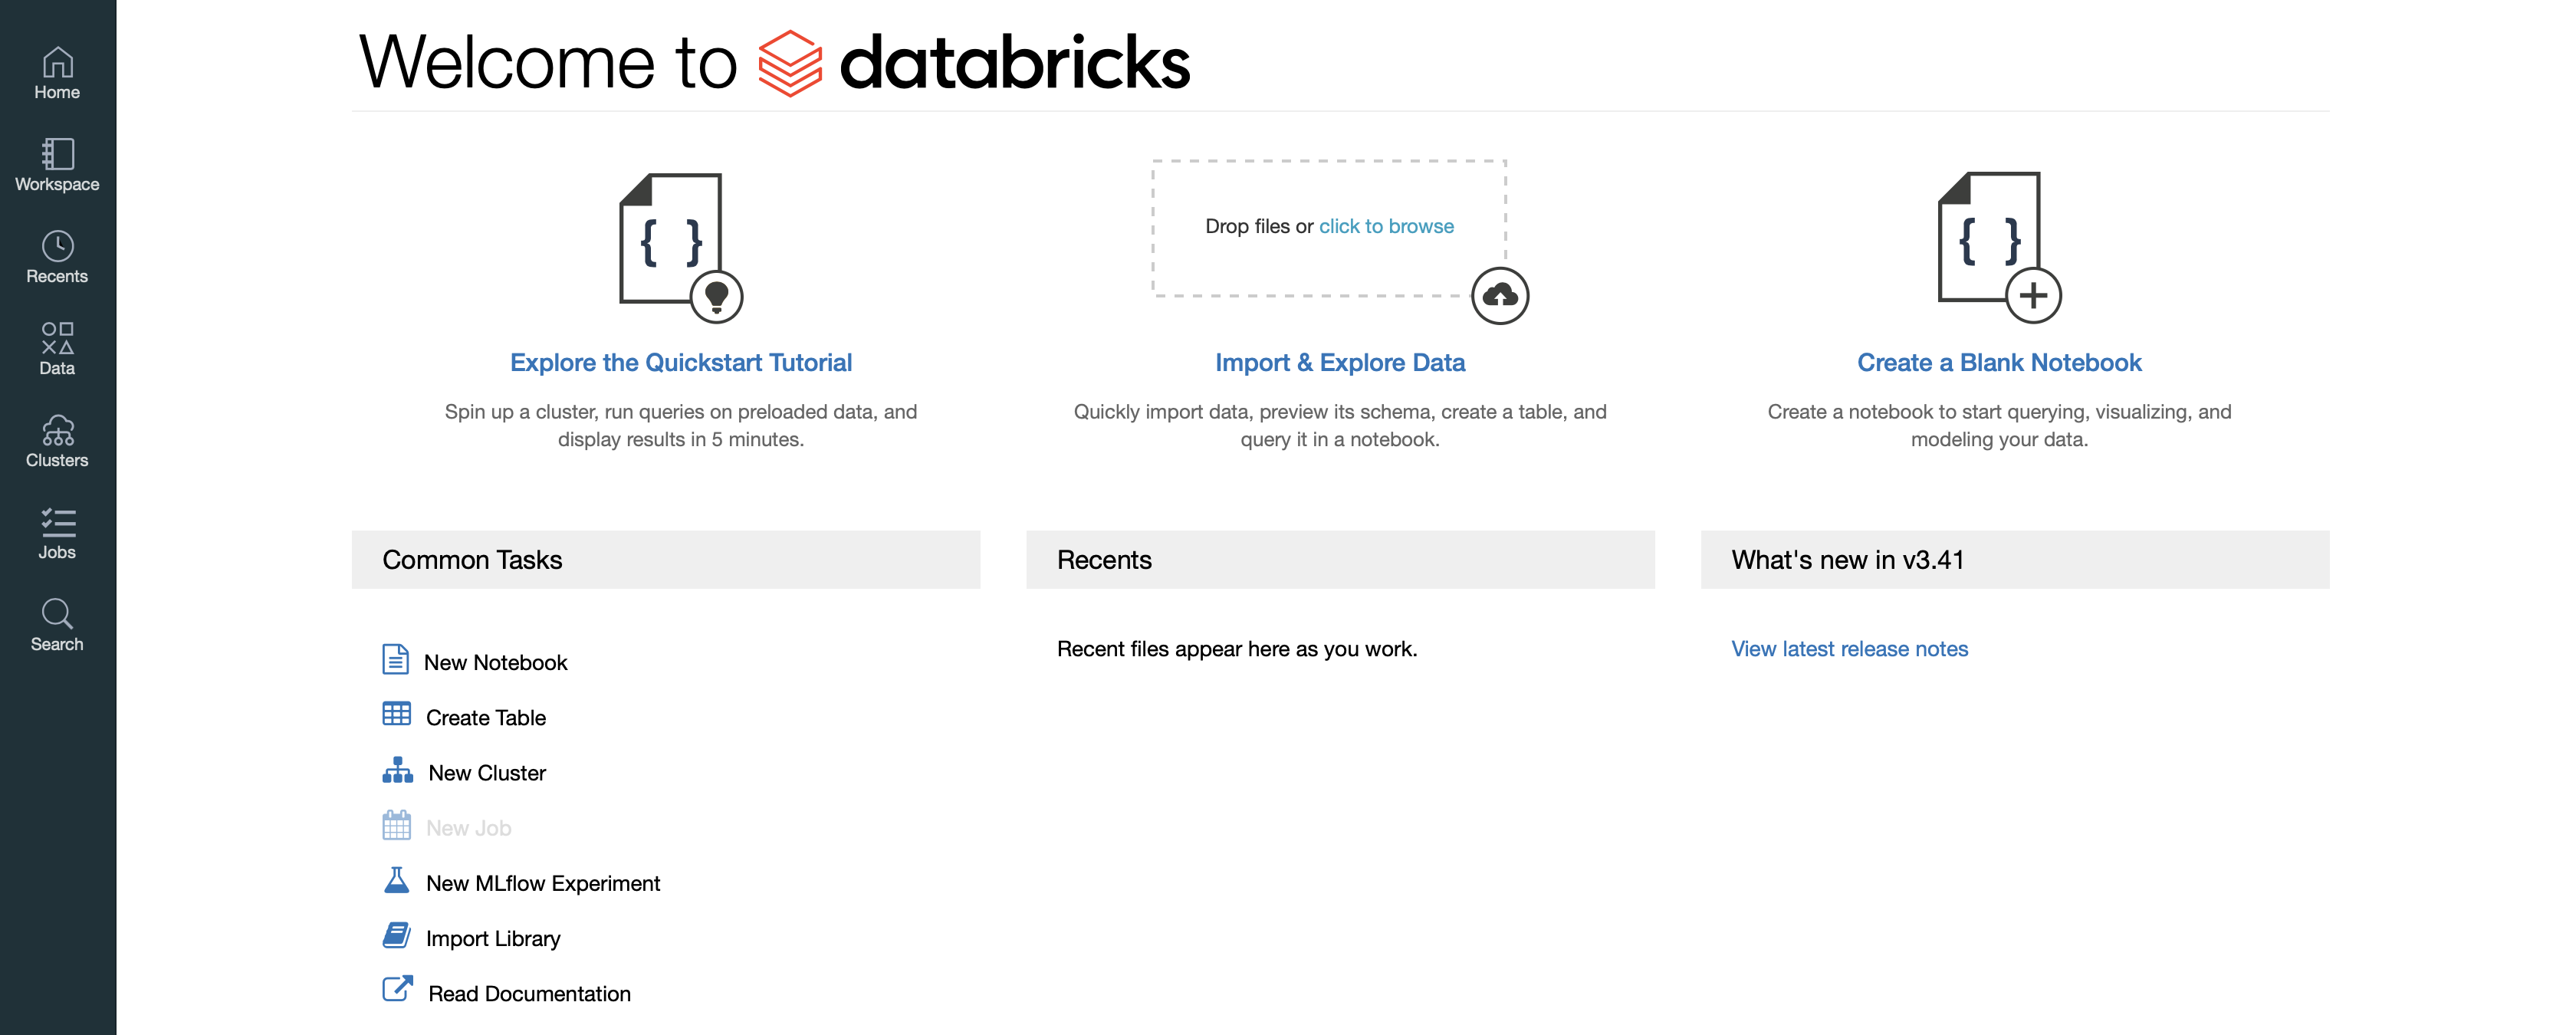 Home
Workspace
Recents
Data
Clusters
Jobs
Search
Welcome to databricks
{ }
Explore the Quickstart Tutorial
Spin up a cluster, run queries on preloaded data, and
display results in 5 minutes.
Drop files or click to browse
Import & Explore Data
Quickly import data, preview its schema, create a table, and
query it in a notebook.
{ }
Create a Blank Notebook
Create a notebook to start querying, visualizing, and
modeling your data.
Common Tasks
New Notebook
Create Table
New Cluster
New Job
New MLflow Experiment
Import Library
Read Documentation
Recents
Recent files appear here as you work.
What's new in v3.41
View latest release notes